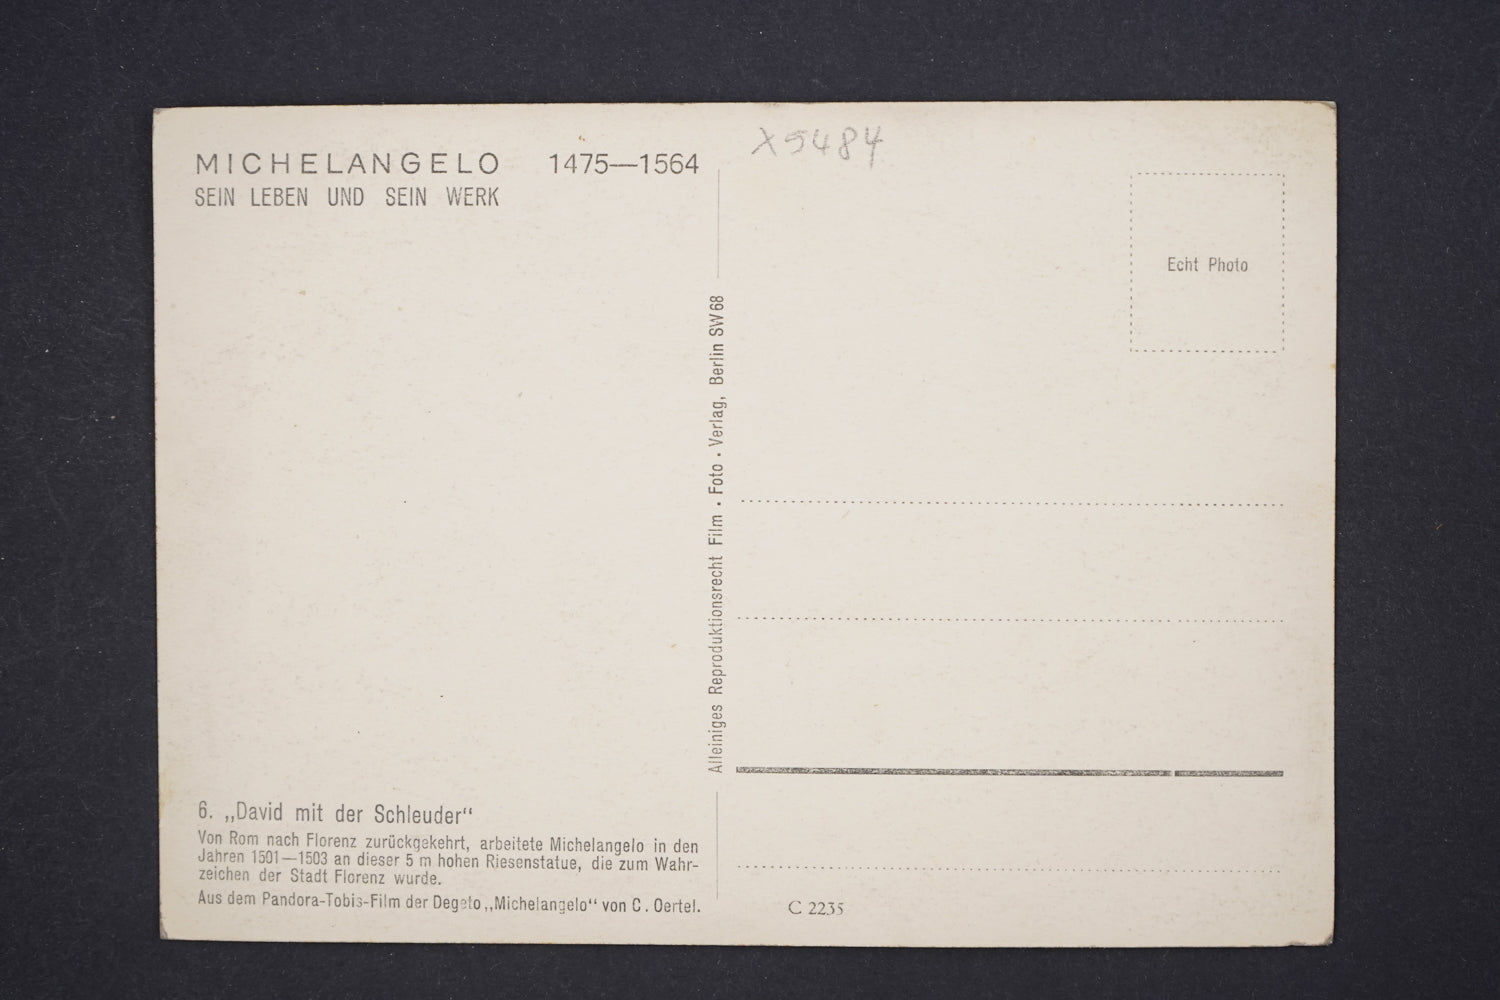 MICHELANGELO 1475—1564
SEIN LEBEN UND SEIN WERK
6. „David mit der Schleuder“
Von Rom nach Florenz zurückgekehrt, arbeitete Michelangelo in den
Jahren 1501—1503 an dieser 5 m hohen Riesenstatue, die zum Wahr-
zeichen der Stadt Florenz wurde.
Aus dem Pandora-Tobis-Film der Degeto „Michelangelo“ von C. Oertel.
Alleiniges Reproduktionsrecht Film • Foto • Verlag, Berlin SW 68
X5484
Echt Photo
C 2235